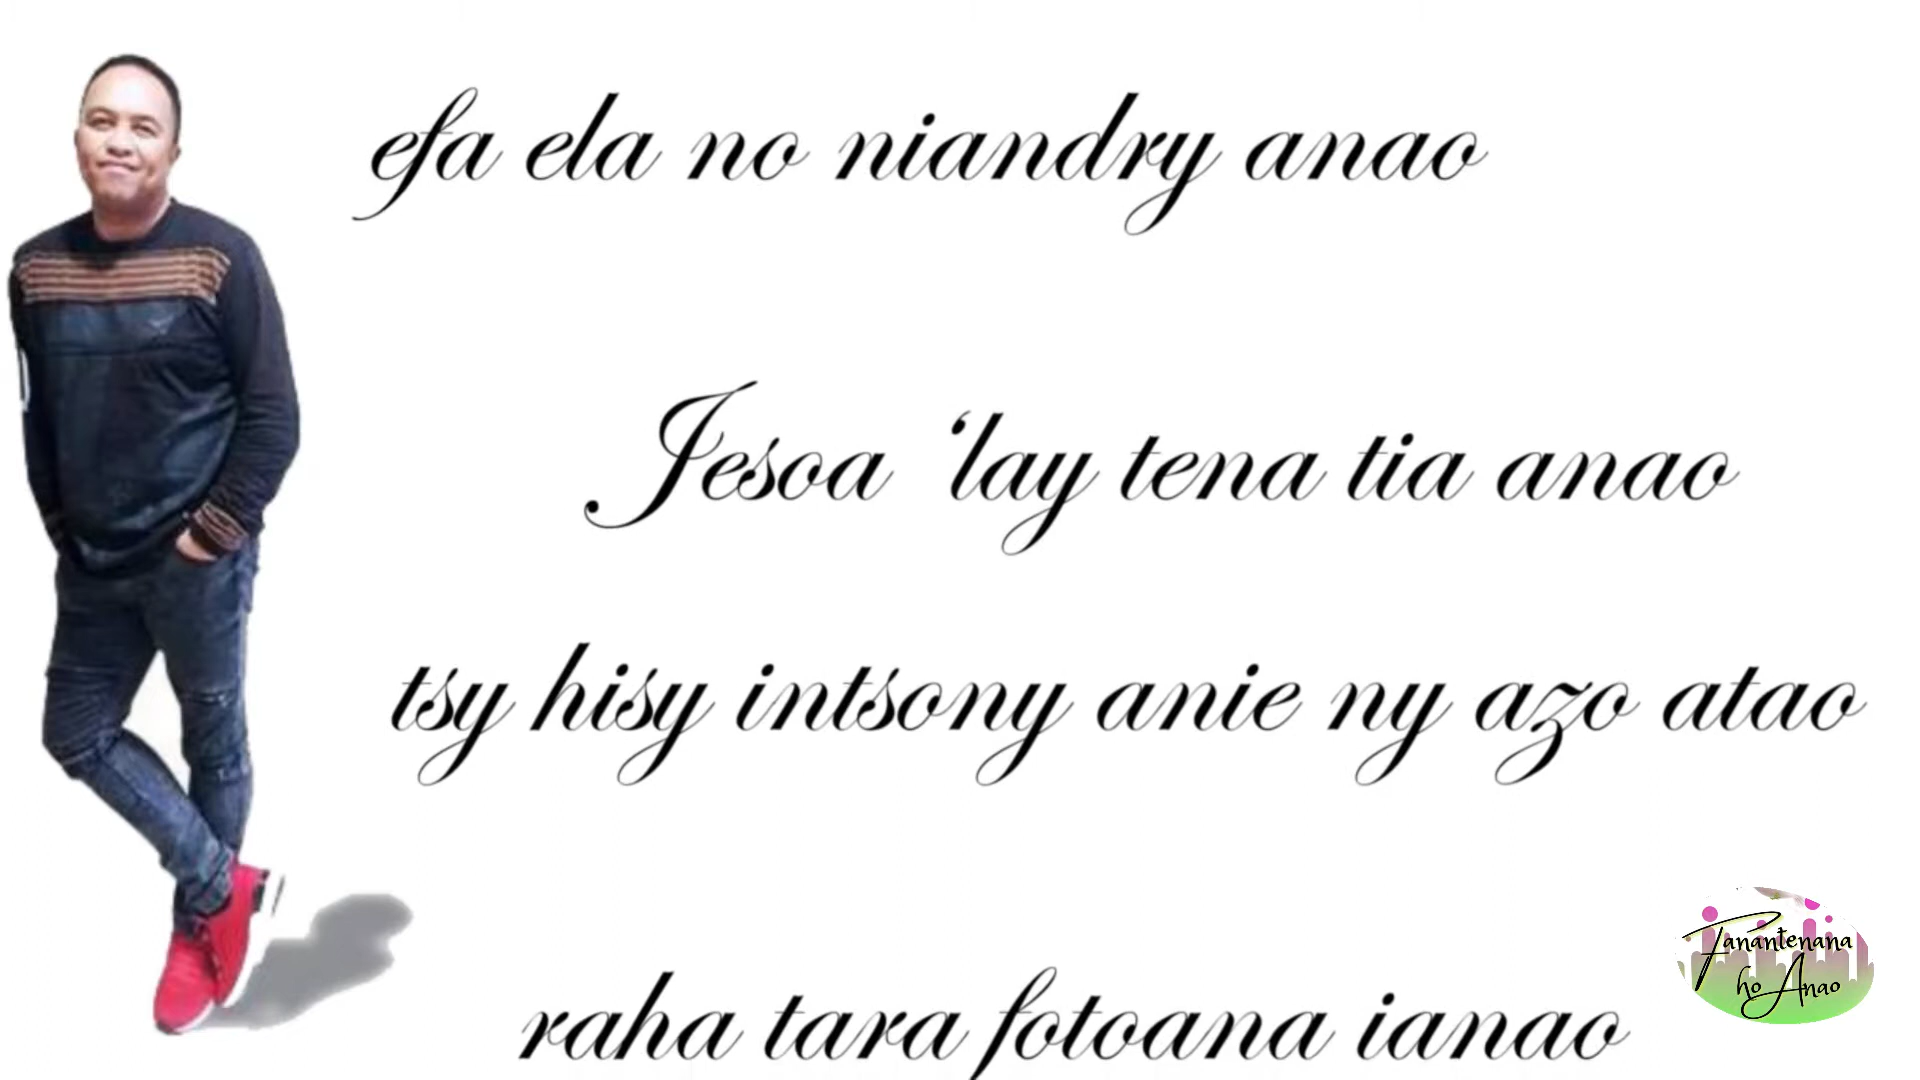 efa ela no niandry anao
Jesoa ‘lay tena tia anao
tsy hisy intsony anie ny azo atao
raha tara fotoana ianao
Fanantenana
ho Anao